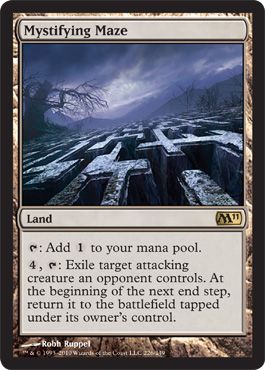 Mystifying Maze
Land
M11
T: Add 1 to your mana pool.
4, T: Exile target attacking
creature an opponent controls. At
the beginning of the next end step,
return it to the battlefield tapped
under its owner's control.
Robh Ruppel
™ & © 1993–2010 Wizards of the Coast LLC 226/249